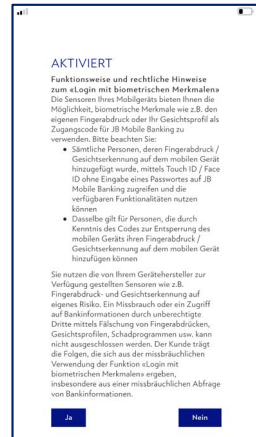 AKTIVIERT
Funktionsweise und rechtliche Hinweise
zum «Login mit biometrischen Merkmalen»
Die Sensoren Ihres Mobilgeräts bieten Ihnen die
Möglichkeit, biometrische Merkmale wie z.B. den
eigenen Fingerabdruck oder Ihr Gesichtsprofil als
Zugangscode für JB Mobile Banking zu
verwenden. Bitte beachten Sie:
• Sämtliche Personen, deren Fingerabdruck /
Gesichtserkennung auf dem mobilen Gerät
hinzugefügt wurde, mittels Touch ID / Face
ID ohne Eingabe eines Passwortes auf JB
Mobile Banking zugreifen und die
verfügbaren Funktionalitäten nutzen
können
• Dasselbe gilt für Personen, die durch
Kenntnis des Codes zur Entsperrung des
mobilen Geräts ihren Fingerabdruck /
Gesichtserkennung auf dem mobilen Gerät
hinzufügen können
Sie nutzen die von Ihrem Gerätehersteller zur
Verfügung gestellten Sensoren wie z.B.
Fingerabdruck- und Gesichtserkennung auf
eigenes Risiko. Ein Missbrauch oder ein Zugriff
auf Bankinformationen durch unberechtigte
Dritte mittels Fälschung von Fingerabdrücken,
Gesichtsprofilen, Schadprogrammen usw. kann
nicht ausgeschlossen werden. Der Kunde trägt
die Folgen, die sich aus der missbräuchlichen
Verwendung der Funktion «Login mit
biometrischen Merkmalen» ergeben,
insbesondere aus einer missbräuchlichen Abfrage
von Bankinformationen.
Ja
Nein